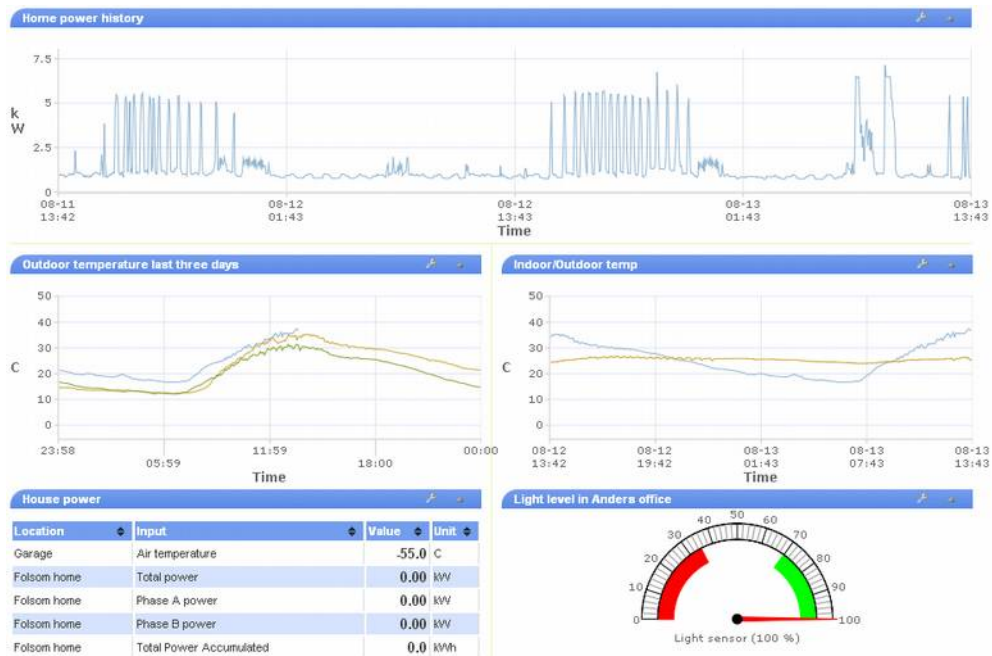 Home power history
7.5
5
k
W
2.5
0
08-11 08-12 08-12 08-13 08-13
13:42 01:43 13:43 01:43 13:43
Time
Outdoor temperature last three days
50
40
30
C
20
10
0
23:58 11:59 00:00
05:59 18:00
Time
Indoor/Outdoor temp
50
40
30
C
20
10
0
08-12 08-12 08-13 08-13 08-13
13:42 19:42 01:43 07:43 13:43
Time
House power
Location Input Value Unit
Garage Air temperature -55.0 C
Folsom home Total power 0.00 kW
Folsom home Phase A power 0.00 kW
Folsom home Phase B power 0.00 kW
Folsom home Total Power Accumulated 0.0 kWh
Light level in Anders office
0 10 20 30 40 50 60 70 80 90 100
Light sensor (100 %)